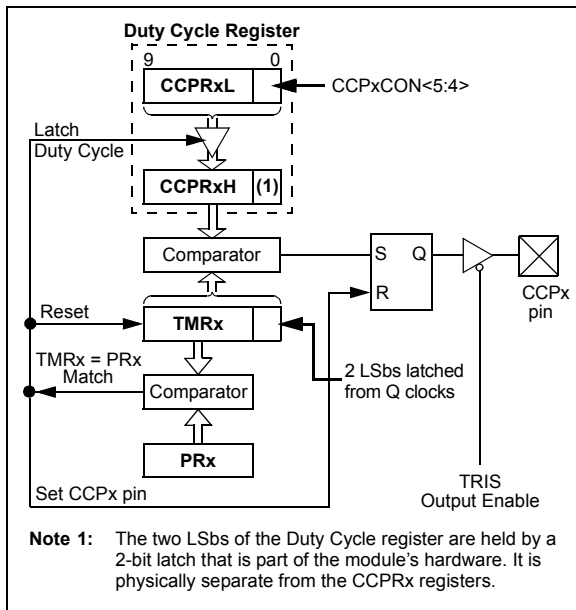 Duty Cycle Register
9 0
CCPRxL
CCPxCON<5:4>
Latch
Duty Cycle
CCPRxH (1)
Comparator
S Q
R
CCPx
pin
Reset
TMRx
TMRx = PRx
Match
2 LSbs latched
from Q clocks
Comparator
PRx
Set CCPx pin
TRIS
Output Enable
Note 1: The two LSbs of the Duty Cycle register are held by a
2-bit latch that is part of the module's hardware. It is
physically separate from the CCPRx registers.